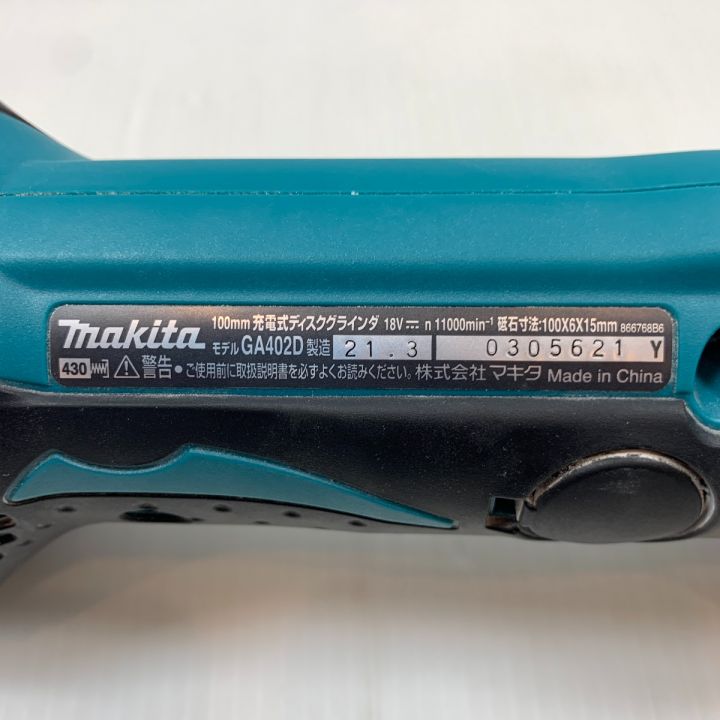 makita 100mm 充電式ディスクグラインダ 18V⎓ n 11000min⁻¹ 砥石寸法:100X6X15mm 866768B6
モデル GA402D 製造 21.3 0305621 Y
430 警告・ご使用前に取扱説明書を必ずよくお読みください。株式会社マキタ Made in China